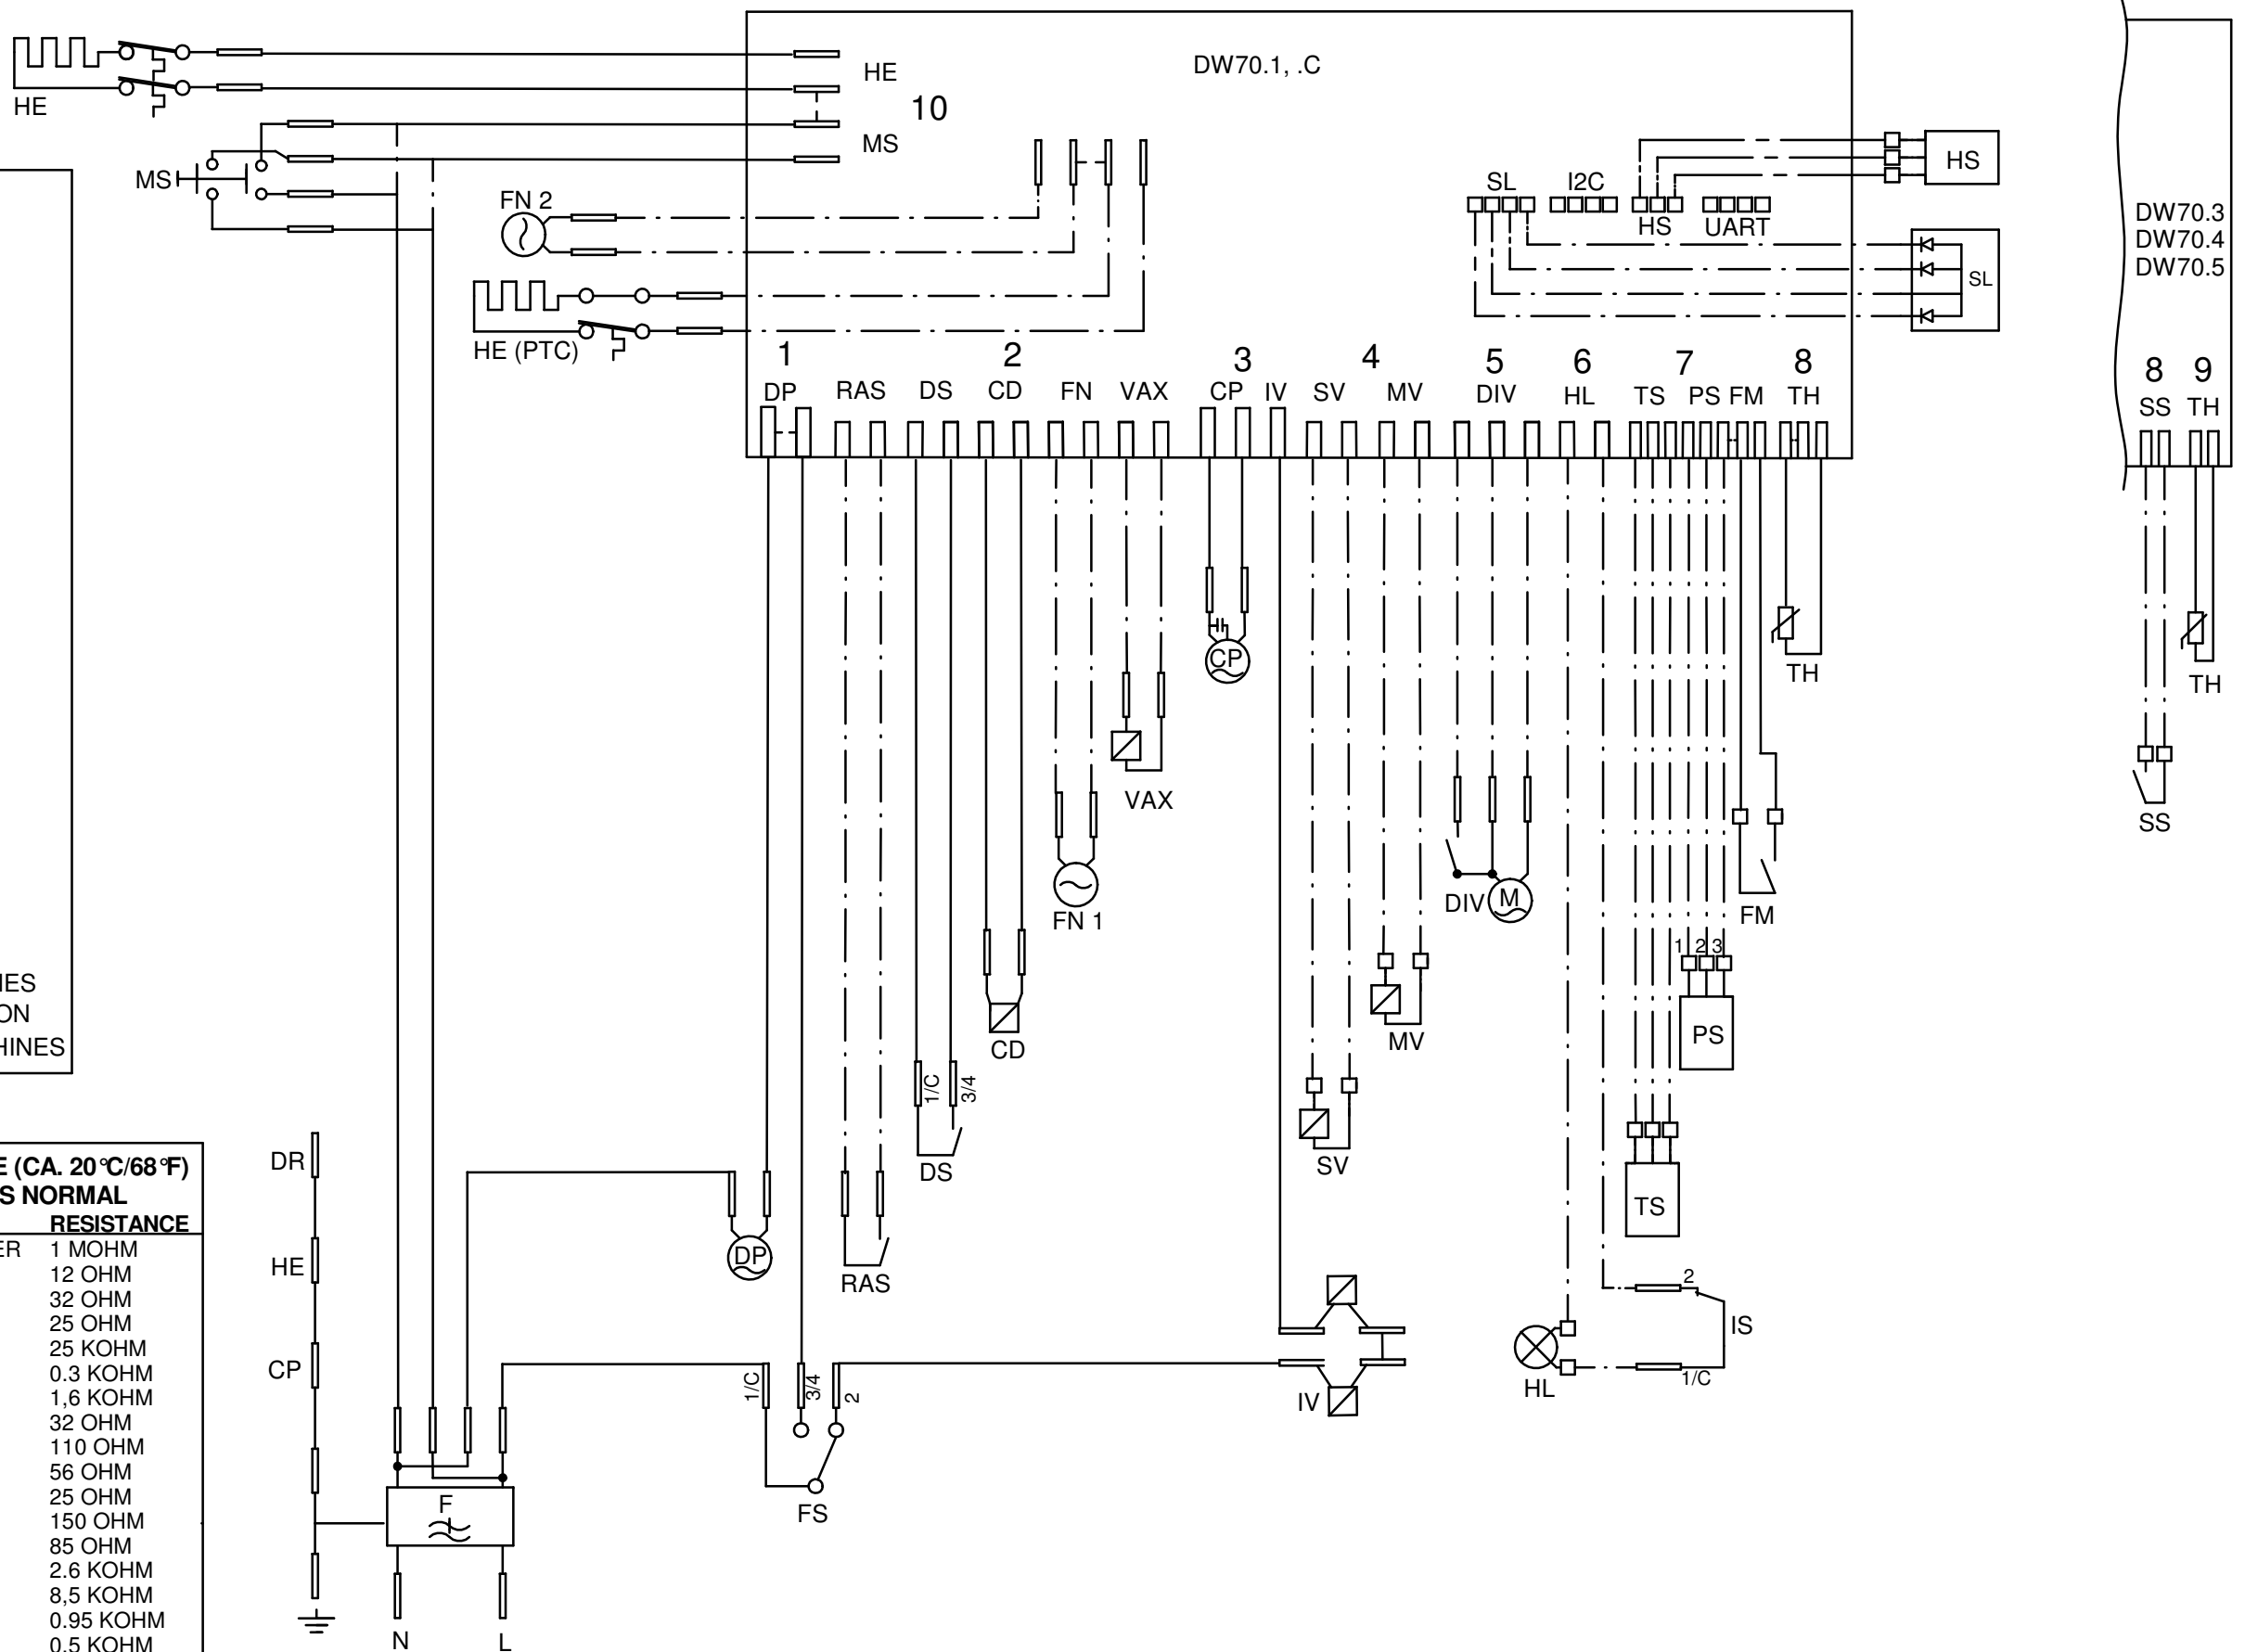 HE
MS
DW70.1, .C
HE
10
MS
FN 2
HE (PTC)
SL
I2C
HS
UART
HS
SL
DW70.3
DW70.4
DW70.5
1
2
3
4
5
6
7
8
DP
RAS
DS
CD
FN
VAX
CP
IV
SV
MV
DIV
HL
TS
PS
FM
TH
8
9
SS
TH
CP
TH
TH
VAX
SS
FN 1
DIV
M
FM
1
2
3
PS
MV
CD
1/C
3/4
DS
SV
TS
DP
RAS
2
IS
HL
1/C
IV
1/C
3/4
2
FS
DR
HE
CP
F
N
L
IES
ON
HINES
E (CA. 20°C/68°F)
S NORMAL
RESISTANCE
ER 1 MOHM
12 OHM
32 OHM
25 OHM
25 KOHM
0.3 KOHM
1,6 KOHM
32 OHM
110 OHM
56 OHM
25 OHM
150 OHM
85 OHM
2.6 KOHM
8,5 KOHM
0.95 KOHM
0.5 KOHM